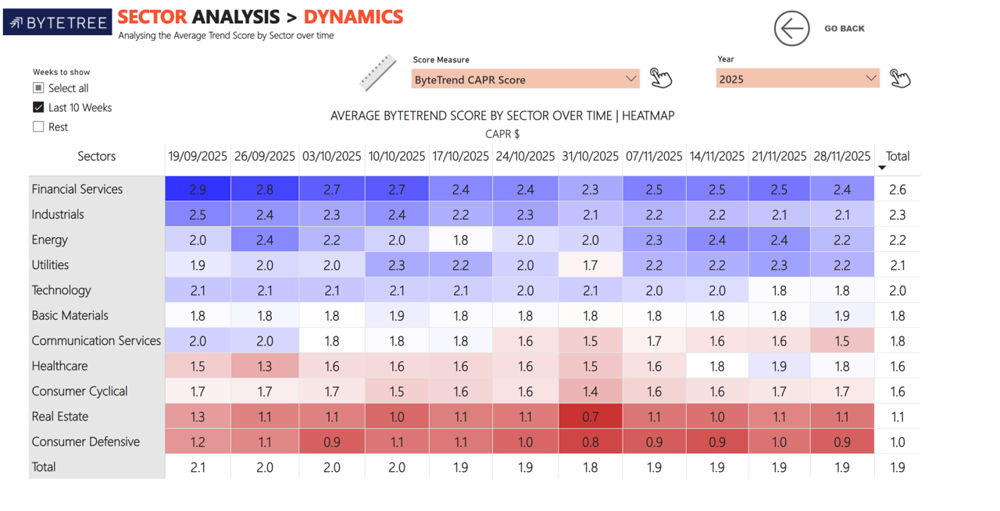 BYTETREE
SECTOR ANALYSIS > DYNAMICS
Analysing the Average Trend Score by Sector over time
GO BACK
Weeks to show
Select all
Last 10 Weeks
Rest
Score Measure
ByteTrend CAPR Score
Year
2025
AVERAGE BYTETREND SCORE BY SECTOR OVER TIME | HEATMAP
CAPR $
Sectors 19/09/2025 26/09/2025 03/10/2025 10/10/2025 17/10/2025 24/10/2025 31/10/2025 07/11/2025 14/11/2025 21/11/2025 28/11/2025 Total
Financial Services 2.9 2.8 2.7 2.7 2.4 2.4 2.3 2.5 2.5 2.5 2.4 2.6
Industrials 2.5 2.4 2.3 2.4 2.2 2.3 2.1 2.2 2.2 2.1 2.1 2.3
Energy 2.0 2.4 2.2 2.0 1.8 2.0 2.0 2.3 2.4 2.4 2.2 2.2
Utilities 1.9 2.0 2.0 2.3 2.2 2.0 1.7 2.2 2.2 2.3 2.2 2.1
Technology 2.1 2.1 2.1 2.1 2.1 2.0 2.1 2.0 2.0 1.8 1.8 2.0
Basic Materials 1.8 1.8 1.8 1.9 1.8 1.8 1.8 1.8 1.8 1.8 1.9 1.8
Communication Services 2.0 2.0 1.8 1.8 1.8 1.6 1.5 1.7 1.6 1.6 1.5 1.8
Healthcare 1.5 1.3 1.6 1.6 1.6 1.6 1.5 1.6 1.8 1.9 1.8 1.6
Consumer Cyclical 1.7 1.7 1.7 1.5 1.6 1.6 1.4 1.6 1.6 1.7 1.7 1.6
Real Estate 1.3 1.1 1.1 1.0 1.1 1.1 0.7 1.1 1.0 1.1 1.1 1.1
Consumer Defensive 1.2 1.1 0.9 1.1 1.1 1.0 0.8 0.9 0.9 1.0 0.9 1.0
Total 2.1 2.0 2.0 2.0 1.9 1.9 1.8 1.9 1.9 1.9 1.9 1.9